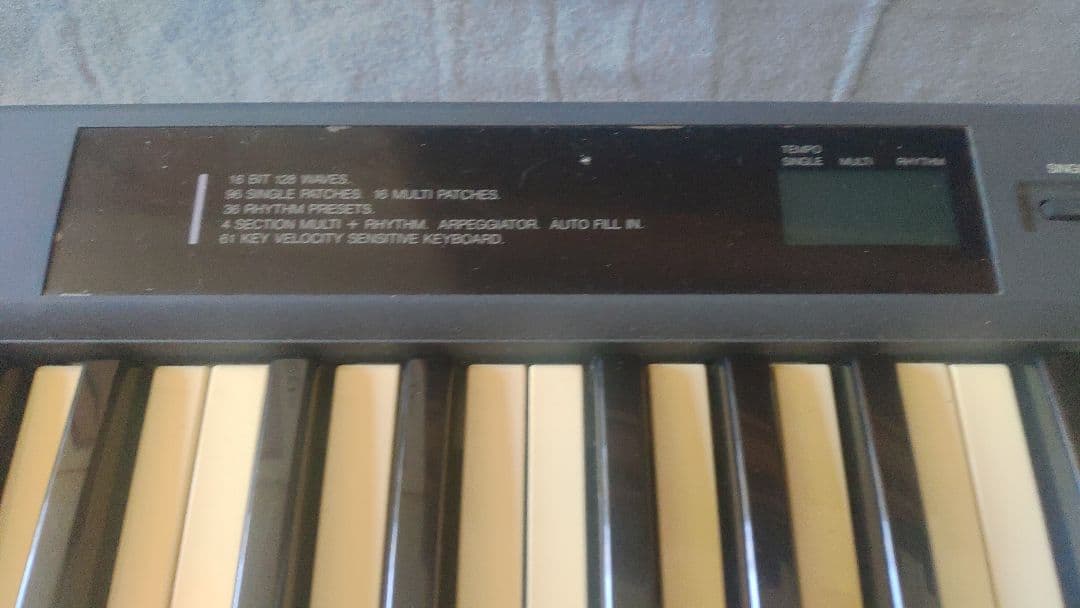 16 BIT 128 WAVES.
96 SINGLE PATCHES. 16 MULTI PATCHES.
36 RHYTHM PRESETS.
4 SECTION MULTI + RHYTHM. ARPEGGIATOR. AUTO FILL IN.
61 KEY VELOCITY SENSITIVE KEYBOARD.
TEMPO
SINGLE MULTI RHYTHM